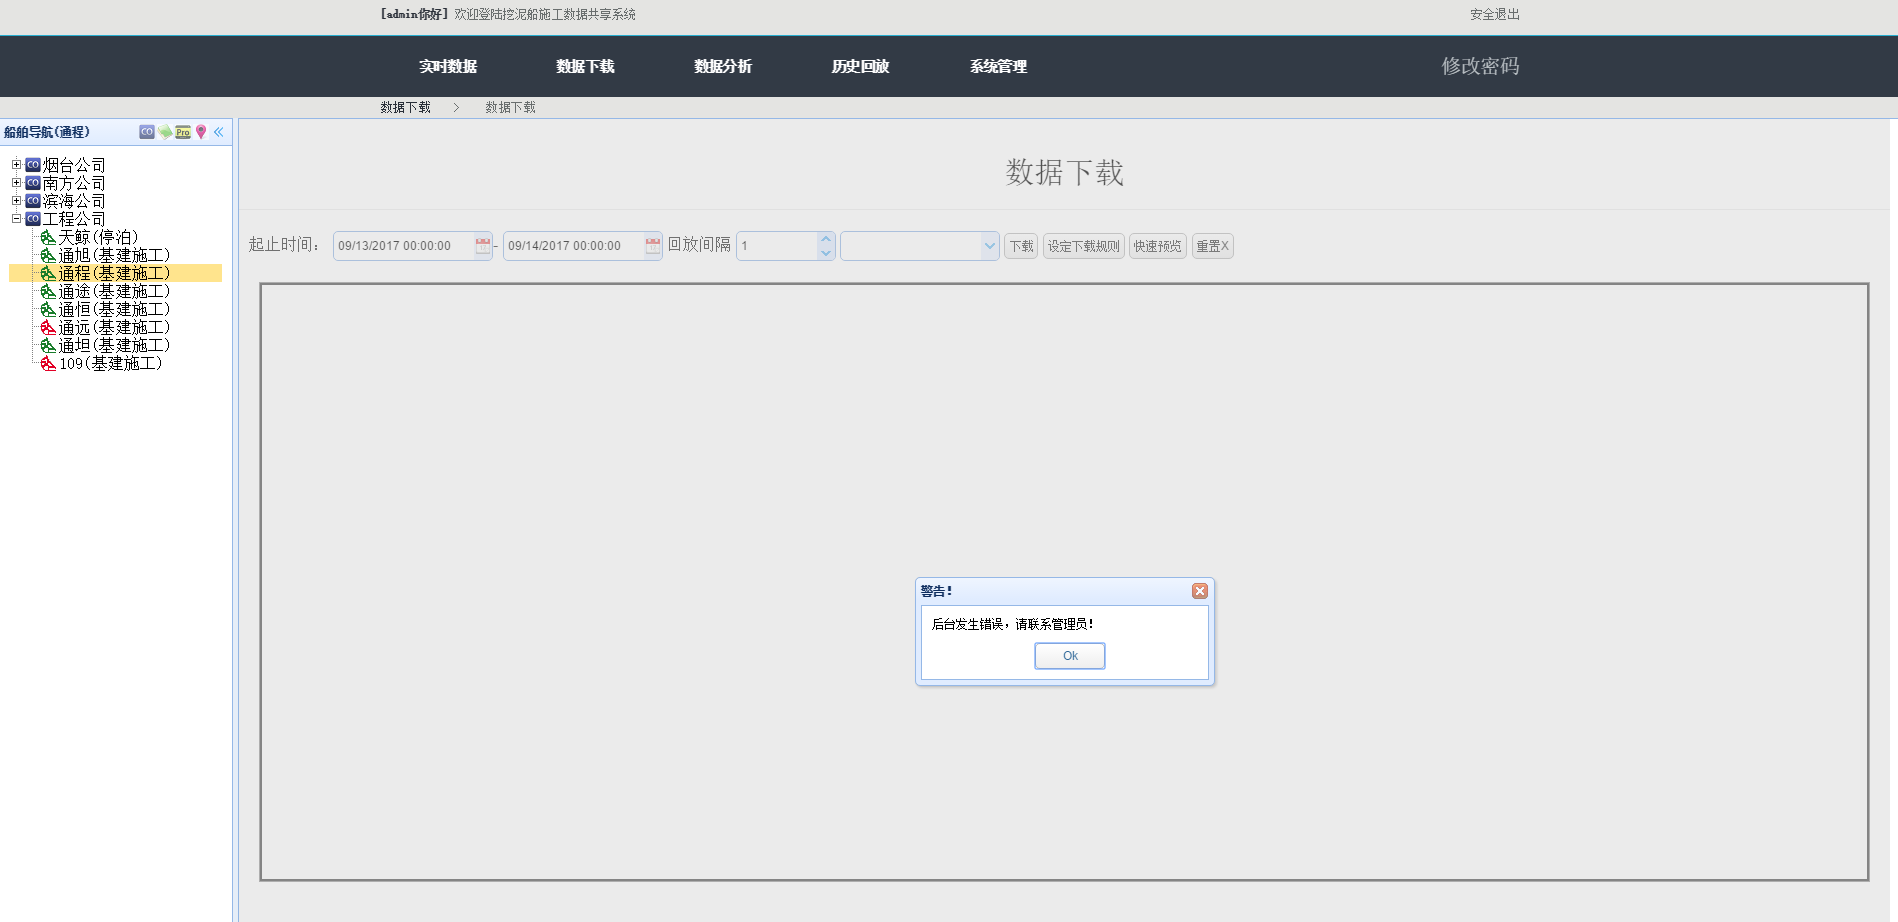 [admin你好] 欢迎登陆挖泥船施工数据共享系统 安全退出
实时数据 数据下载 数据分析 历史回放 系统管理 修改密码
数据下载 > 数据下载
船舶导航(通程) CO Pro «
CO 烟台公司
CO 南方公司
CO 滨海公司
CO 工程公司
天鲸(停泊)
通旭(基建施工)
通程(基建施工)
通途(基建施工)
通恒(基建施工)
通远(基建施工)
通坦(基建施工)
109(基建施工)
数据下载
起止时间： 09/13/2017 00:00:00 - 09/14/2017 00:00:00 回放间隔 1 下载 设定下载规则 快速预览 重置X
警告!
后台发生错误，请联系管理员!
Ok